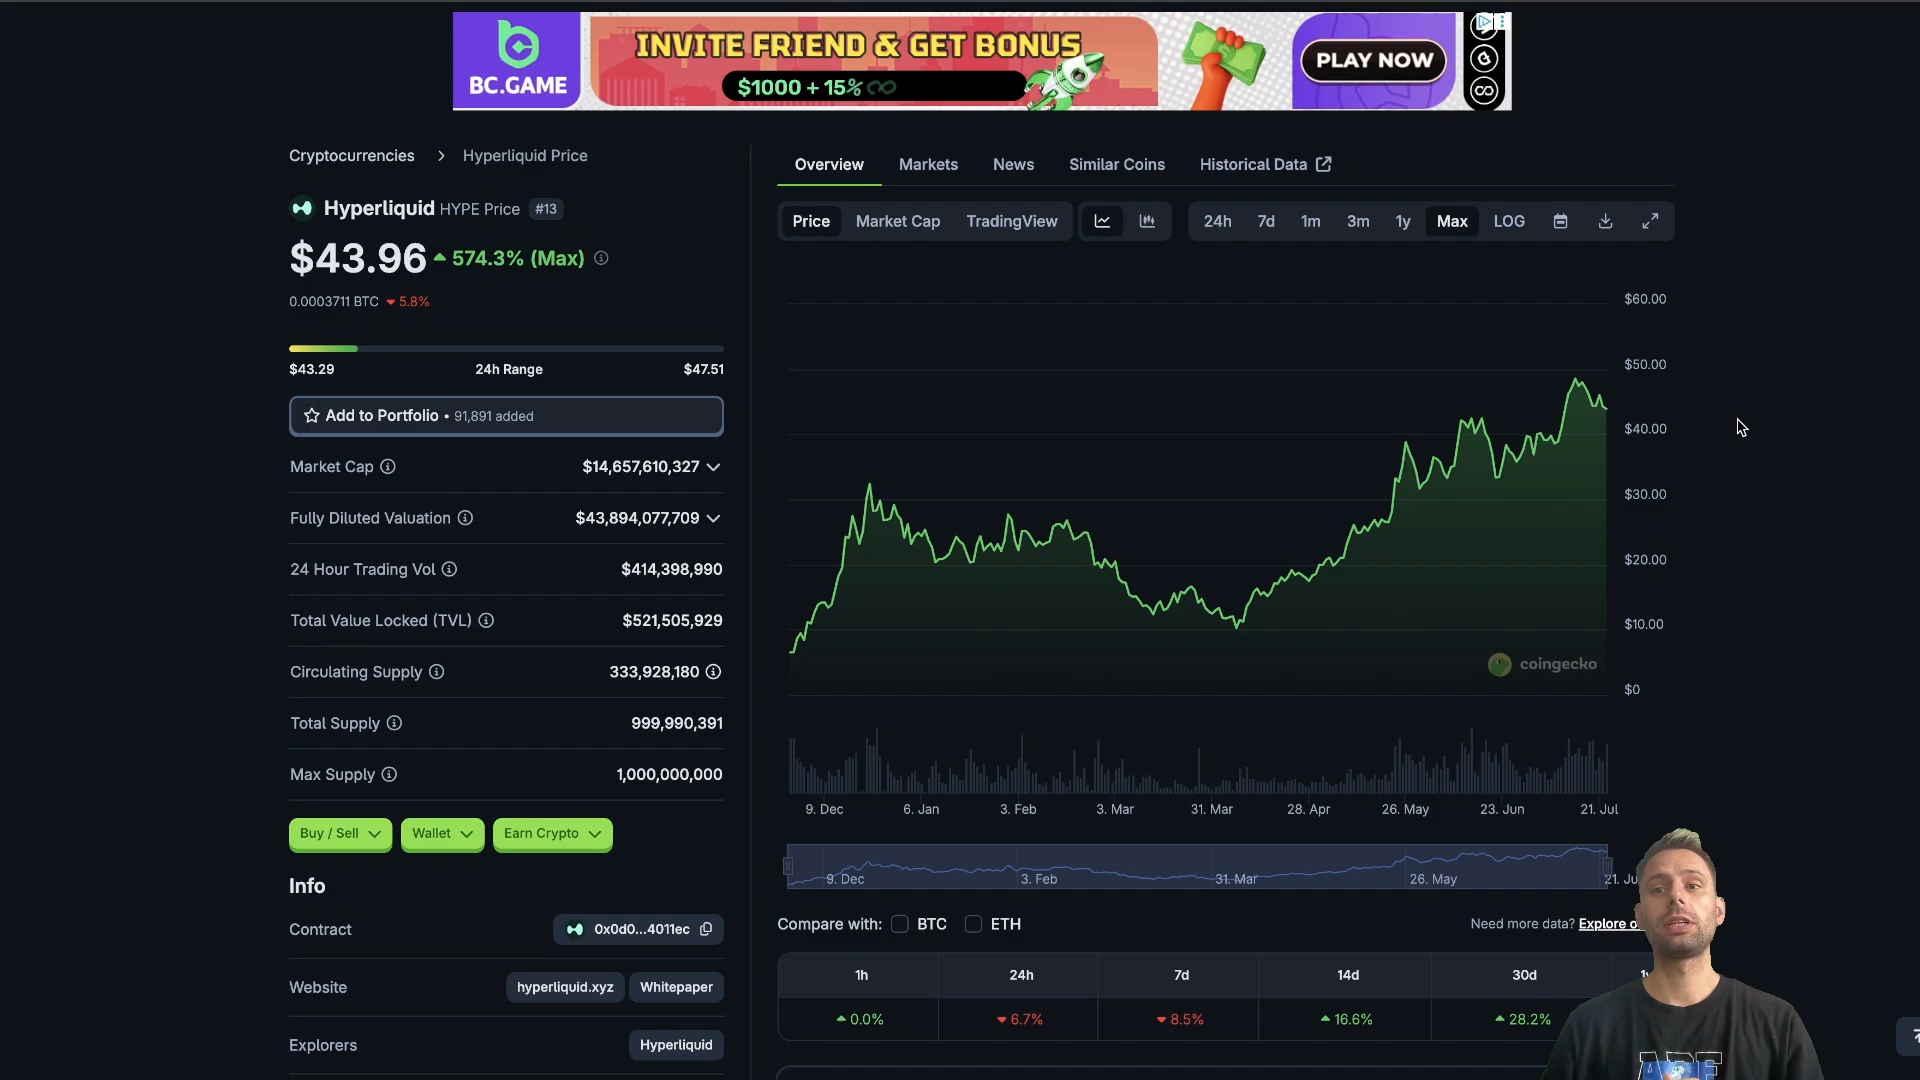 BC.GAME
INVITE FRIEND & GET BONUS
$1000 + 15%
PLAY NOW
Cryptocurrencies > Hyperliquid Price
Hyperliquid HYPE Price #13
$43.96 574.3% (Max)
0.0003711 BTC 5.8%
$43.29 24h Range $47.51
Add to Portfolio • 91,891 added
Market Cap $14,657,610,327
Fully Diluted Valuation $43,894,077,709
24 Hour Trading Vol $414,398,990
Total Value Locked (TVL) $521,505,929
Circulating Supply 333,928,180
Total Supply 999,990,391
Max Supply 1,000,000,000
Buy / Sell Wallet Earn Crypto
Info
Contract 0x0d0...4011ec
Website hyperliquid.xyz Whitepaper
Explorers Hyperliquid
Overview Markets News Similar Coins Historical Data
Price Market Cap TradingView 24h 7d 1m 3m 1y Max LOG
$60.00
$50.00
$40.00
$30.00
$20.00
$10.00
$0
coingecko
9. Dec 6. Jan 3. Feb 3. Mar 31. Mar 28. Apr 26. May 23. Jun 21. Jul
9. Dec 3. Feb 31. Mar 26. May 21. Ju
Compare with: BTC ETH
Need more data? Explore o
1h 24h 7d 14d 30d
0.0% 6.7% 8.5% 16.6% 28.2%